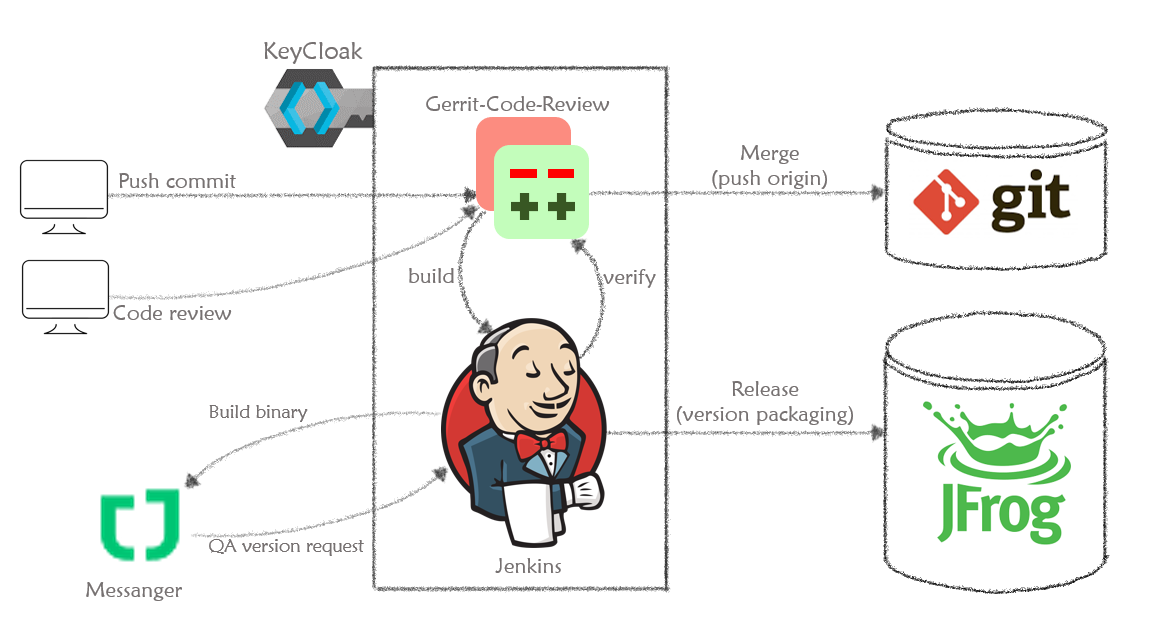 KeyCloak
Gerrit-Code-Review
Push commit
Merge
(push origin)
git
build
verify
Code review
Release
(version packaging)
Build binary
JFrog
QA version request
Jenkins
Messanger